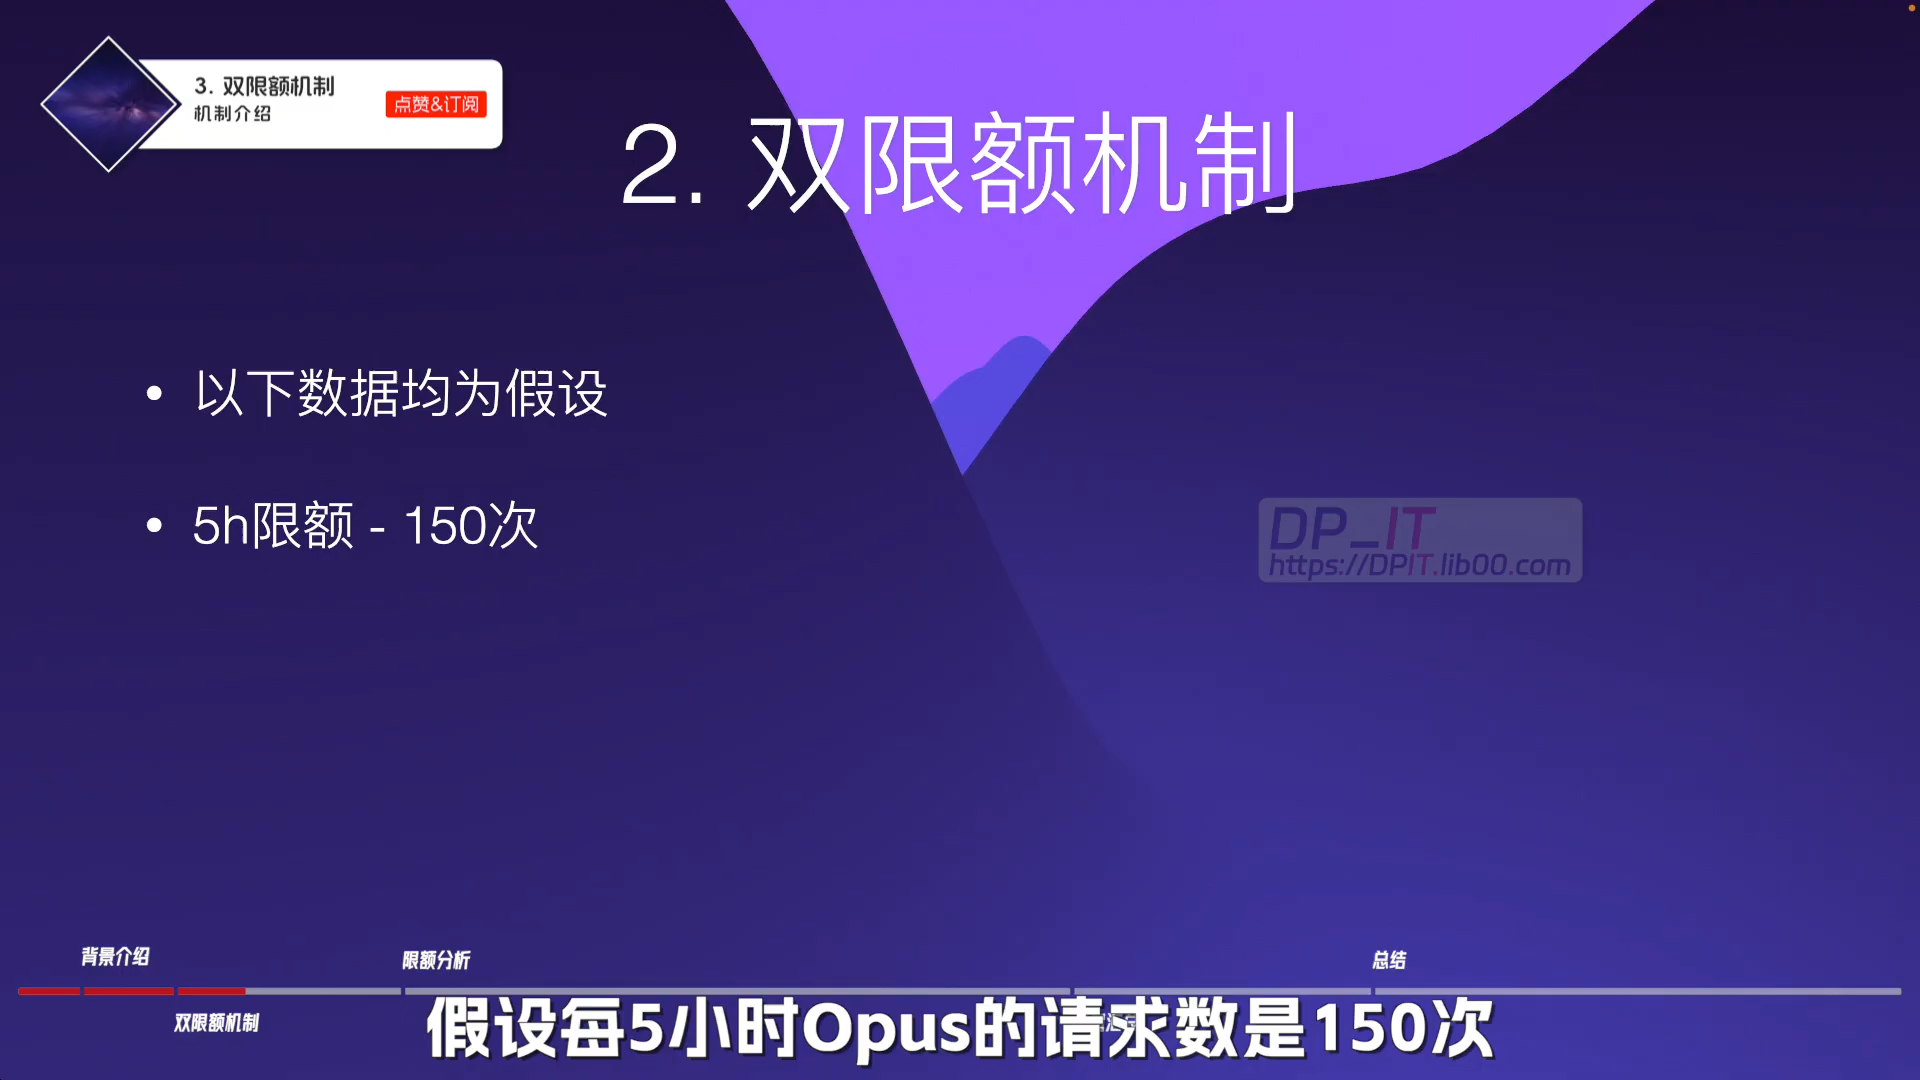 3. 双限额机制
机制介绍
点赞&订阅
2. 双限额机制
• 以下数据均为假设
• 5h限额 - 150次
DP_IT
https://DPIT.lib00.com
背景介绍
限额分析
总结
双限额机制
假设每5小时Opus的请求数是150次